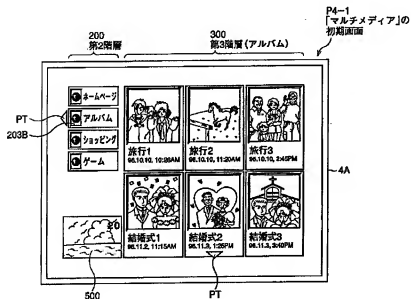 P4-1
「マルチメディア」の
初期画面
200
第2階層
300
第3階層(アルバム)
ホームページ
アルバム
ショッピング
ゲーム
PT
203B
4A
旅行1
96.10.10, 10:26AM
旅行2
96.10.10, 11:20AM
旅行3
96.10.10, 2:45PM
結婚式1
96.11.2, 11:15AM
結婚式2
96.11.3, 1:26PM
結婚式3
96.11.3, 3:40PM
500
PT